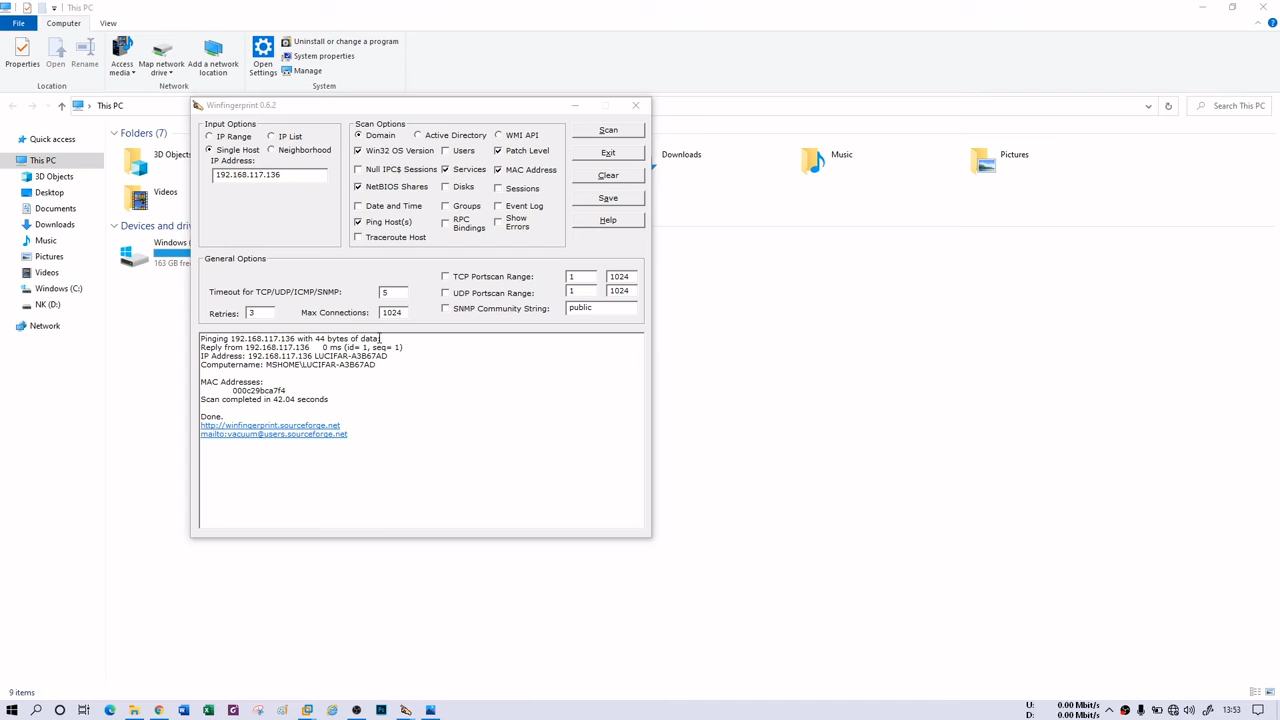 This PC
File
Computer
View
Properties
Open
Rename
Access media
Map network drive
Add a network location
Open Settings
Uninstall or change a program
System properties
Manage
Location
Network
System
This PC
Search This PC
Quick access
This PC
3D Objects
Desktop
Documents
Downloads
Music
Pictures
Videos
Windows (C:)
NK (D:)
Network
Folders (7)
3D Objects
Downloads
Music
Pictures
Videos
Devices and driv
Windows (
163 GB fre
Winfingerprint 0.6.2
Input Options
IP Range
IP List
Single Host
Neighborhood
IP Address:
192.168.117.136
Scan Options
Domain
Active Directory
WMI API
Win32 OS Version
Users
Patch Level
Null IPC$ Sessions
Services
MAC Address
NetBIOS Shares
Disks
Sessions
Date and Time
Groups
Event Log
Ping Host(s)
RPC Bindings
Show Errors
Traceroute Host
Scan
Exit
Clear
Save
Help
General Options
Timeout for TCP/UDP/ICMP/SNMP:
5
Retries:
3
Max Connections:
1024
TCP Portscan Range:
1
1024
UDP Portscan Range:
1
1024
SNMP Community String:
public
Pinging 192.168.117.136 with 44 bytes of data
Reply from 192.168.117.136 0 ms (id= 1, seq= 1)
IP Address: 192.168.117.136 LUCIFAR-A3B67AD
Computername: MSHOME\LUCIFAR-A3B67AD
MAC Addresses:
000c29bca7f4
Scan completed in 42.04 seconds
Done.
http://winfingerprint.sourceforge.net
mailto:vacuum@users.sourceforge.net
9 items
U: 0.00 Mbit/s
D: 0.00 Mbit/s
13:53